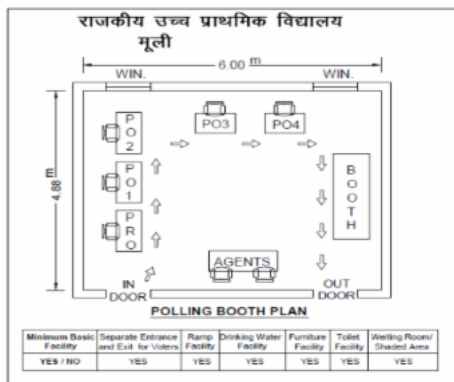 राजकीय उच्च प्राथमिक विद्यालय
मूली
6.00 m
WIN. WIN.
4.88 m
PO2
PO3
PO4
PO1
PRO
BOOTH
AGENTS
IN DOOR
OUT DOOR
POLLING BOOTH PLAN
Minimum Basic Facility Separate Entrance and Exit for Voters Ramp Facility Drinking Water Facility Furniture Facility Toilet Facility Waiting Room/ Shaded Area
YES / NO YES YES YES YES YES YES